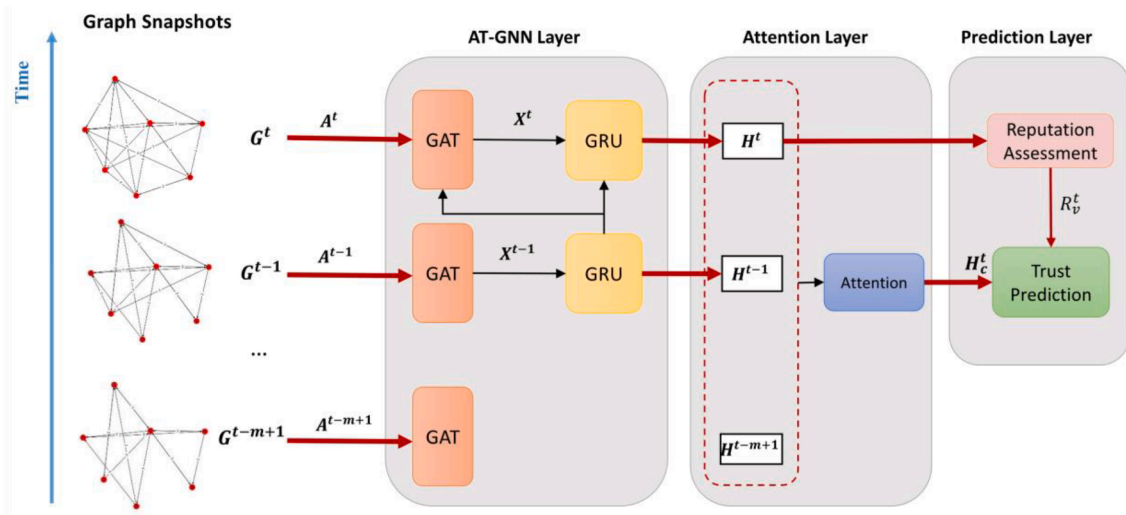 Graph Snapshots
AT-GNN Layer
Attention Layer
Prediction Layer
Time
G^t
A^t
GAT
X^t
GRU
H^t
Reputation
Assessment
R_v^t
G^{t-1}
A^{t-1}
GAT
X^{t-1}
GRU
H^{t-1}
Attention
H_c^t
Trust
Prediction
...
G^{t-m+1}
A^{t-m+1}
GAT
H^{t-m+1}